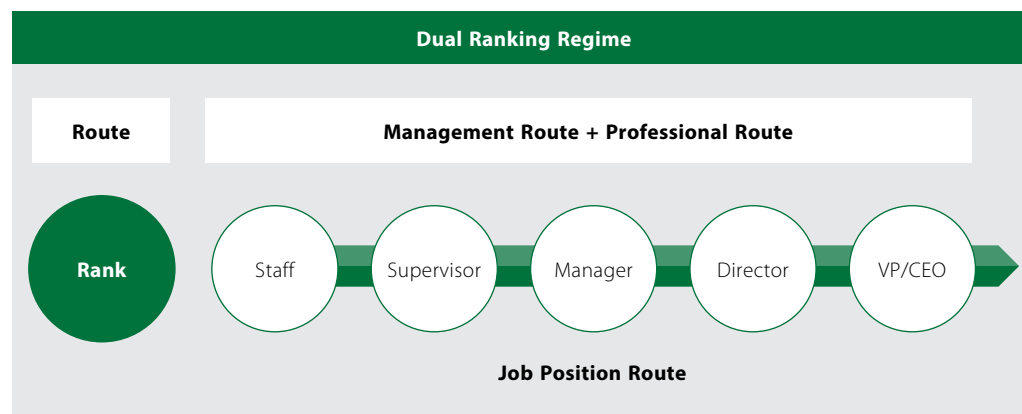 Dual Ranking Regime
Route
Management Route + Professional Route
Rank
Staff
Supervisor
Manager
Director
VP/CEO
Job Position Route